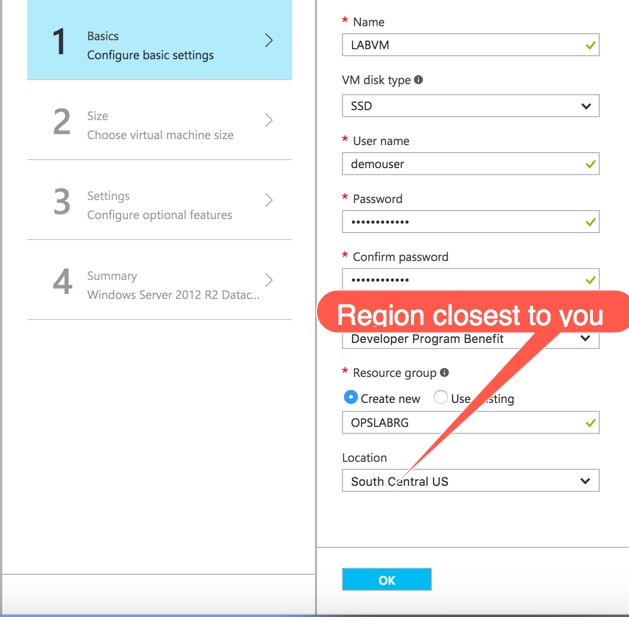 1
Basics
Configure basic settings
2
Size
Choose virtual machine size
3
Settings
Configure optional features
4
Summary
Windows Server 2012 R2 Datac...
* Name
LABVM
VM disk type
SSD
* User name
demouser
* Password
••••••••••••
* Confirm password
••••••••••••
Region closest to you
Developer Program Benefit
* Resource group
Create new
Use
sting
OPSLABRG
Location
South Central US
OK